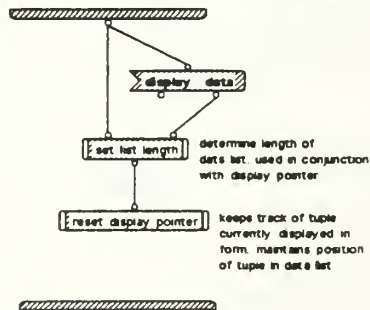 display data
set list length
determine length of
data list, used in conjunction
with display pointer
reset display pointer
keeps track of tuple
currently displayed in
form, maintains position
of tuple in data list